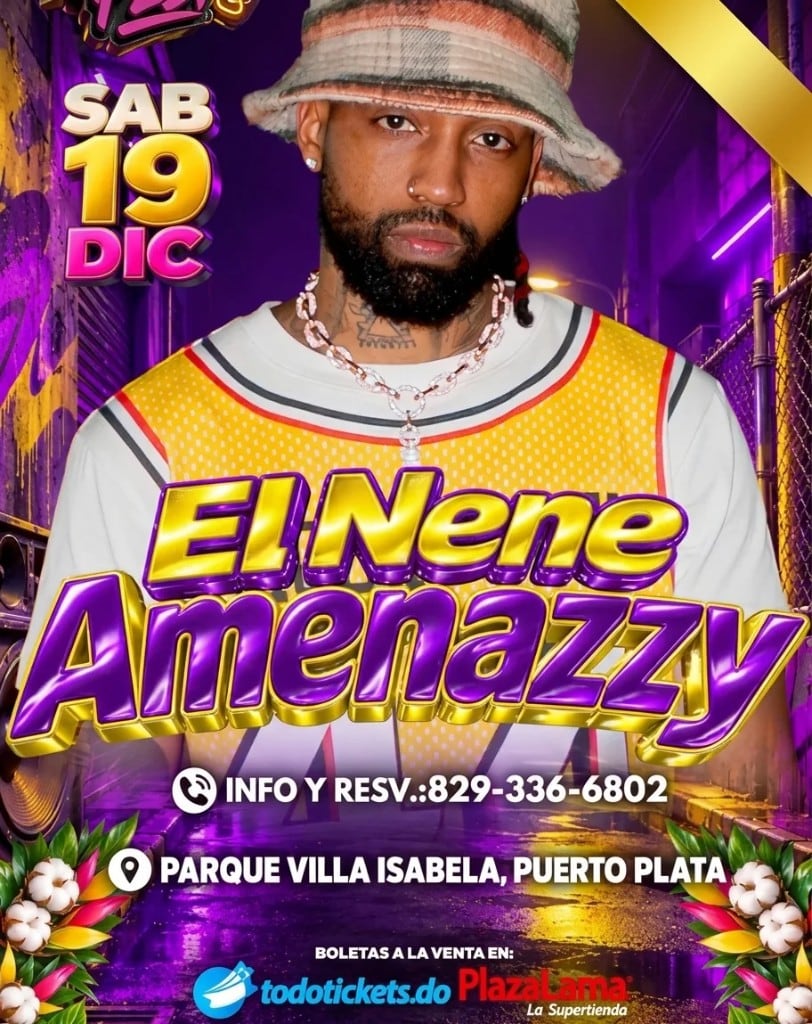 SAB
19
DIC
El Nene
Amenazzy
INFO Y RESV.:829-336-6802
PARQUE VILLA ISABELA, PUERTO PLATA
BOLETAS A LA VENTA EN:
todotickets.do PlazaLama
La Supertienda